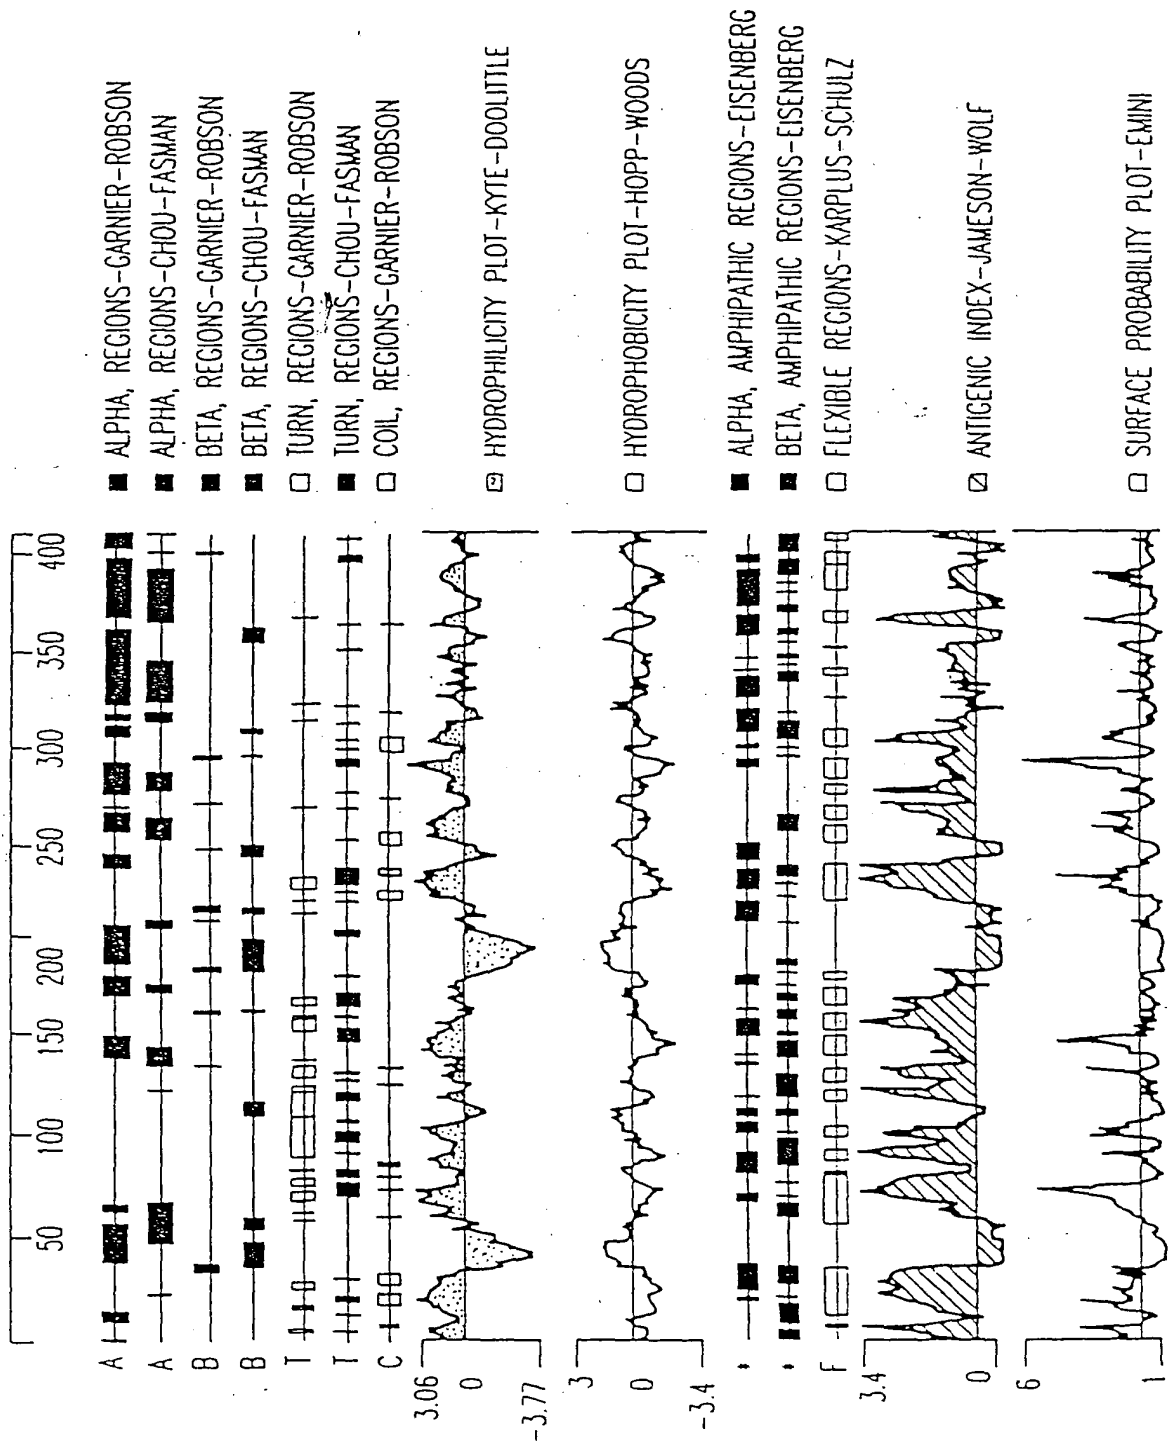 50 100 150 200 250 300 350 400
A ALPHA, REGIONS-GARNIER-ROBSON
A ALPHA, REGIONS-CHOU-FASMAN
B BETA, REGIONS-GARNIER-ROBSON
B BETA, REGIONS-CHOU-FASMAN
T TURN, REGIONS-GARNIER-ROBSON
T TURN, REGIONS-CHOU-FASMAN
C COIL, REGIONS-GARNIER-ROBSON
3.06
0 HYDROPHILICITY PLOT-KYTE-DOOLITTLE
-3.77
3
0 HYDROPHOBICITY PLOT-HOPP-WOODS
-3.4
* ALPHA, AMPHIPATHIC REGIONS-EISENBERG
* BETA, AMPHIPATHIC REGIONS-EISENBERG
F FLEXIBLE REGIONS-KARPLUS-SCHULZ
3.4
0 ANTIGENIC INDEX-JAMESON-WOLF
6
SURFACE PROBABILITY PLOT-EMINI
1